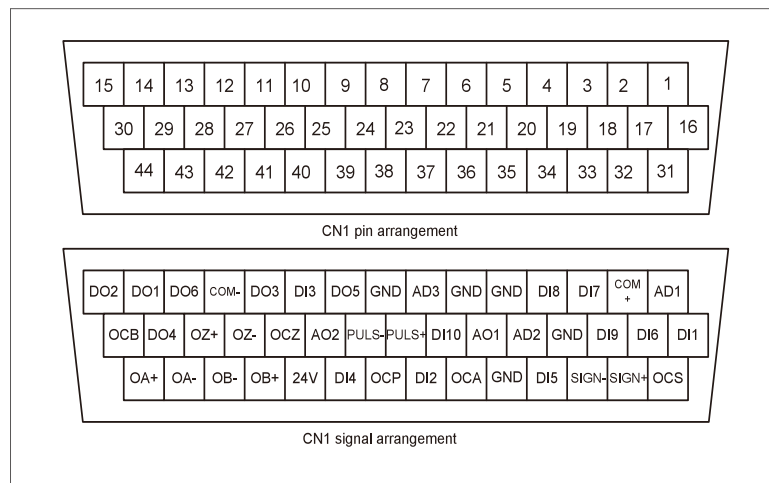 15 14 13 12 11 10 9 8 7 6 5 4 3 2 1
30 29 28 27 26 25 24 23 22 21 20 19 18 17 16
44 43 42 41 40 39 38 37 36 35 34 33 32 31
CN1 pin arrangement
DO2 DO1 DO6 COM- DO3 DI3 DO5 GND AD3 GND GND DI8 DI7 COM+ AD1
OCB DO4 OZ+ OZ- OCZ AO2 PULS- PULS+ DI10 AO1 AD2 GND DI9 DI6 DI1
OA+ OA- OB- OB+ 24V DI4 OCP DI2 OCA GND DI5 SIGN- SIGN+ OCS
CN1 signal arrangement